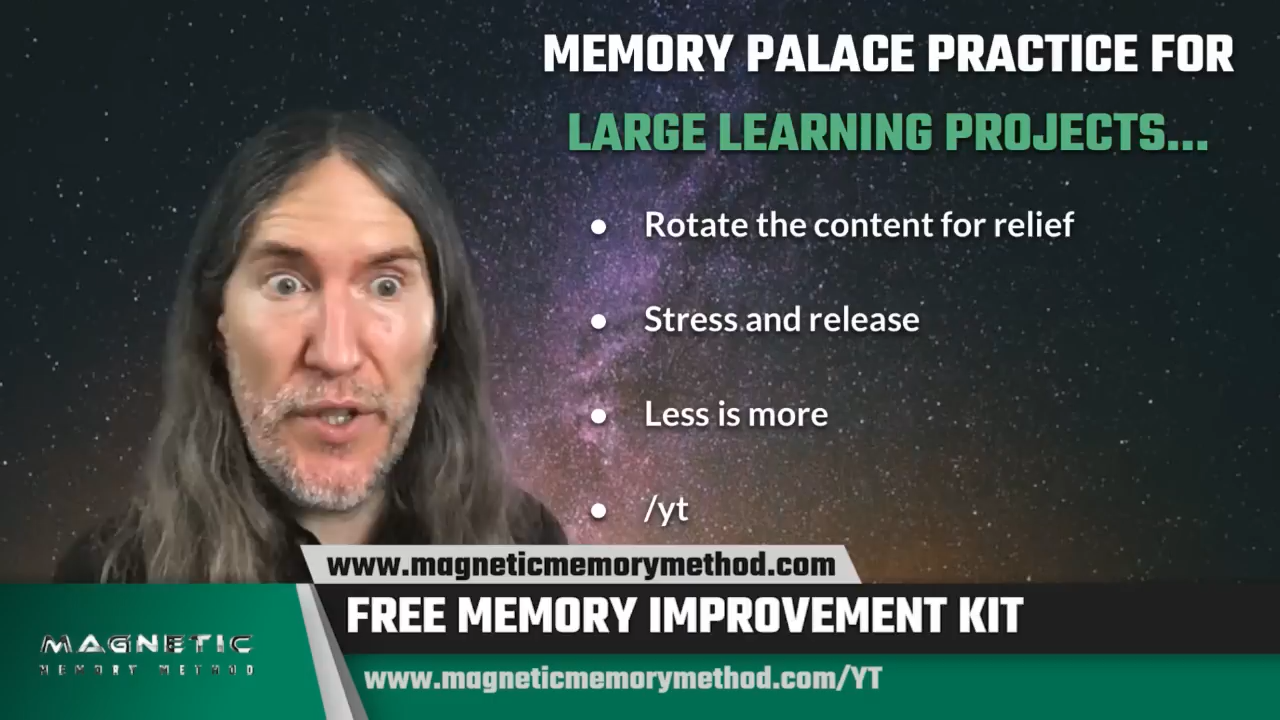 MEMORY PALACE PRACTICE FOR
LARGE LEARNING PROJECTS...
• Rotate the content for relief
• Stress and release
• Less is more
• /yt
www.magneticmemorymethod.com
FREE MEMORY IMPROVEMENT KIT
MAGNETIC
MEMORY METHOD
www.magneticmemorymethod.com/YT